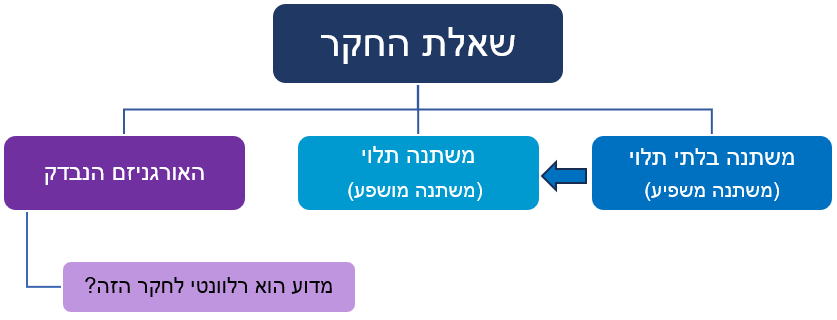 שאלת החקר
משתנה בלתי תלוי
(משתנה משפיע)
משתנה תלוי
(משתנה מושפע)
האורגניזם הנבדק
מדוע הוא רלוונטי לחקר הזה?